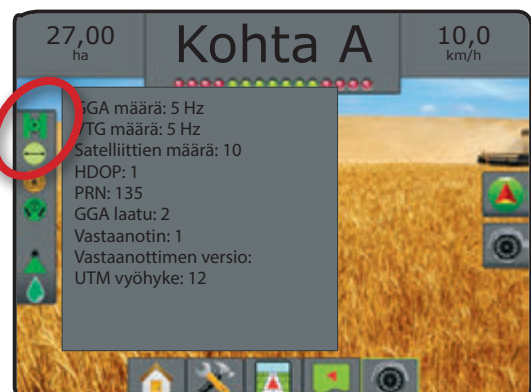 27,00
ha
Kohta A
10,0
km/h
GGA määrä: 5 Hz
VTG määrä: 5 Hz
Satelliittien määrä: 10
HDOP: 1
PRN: 135
GGA laatu: 2
Vastaanotin: 1
Vastaanottimen versio:
UTM vyöhyke: 12